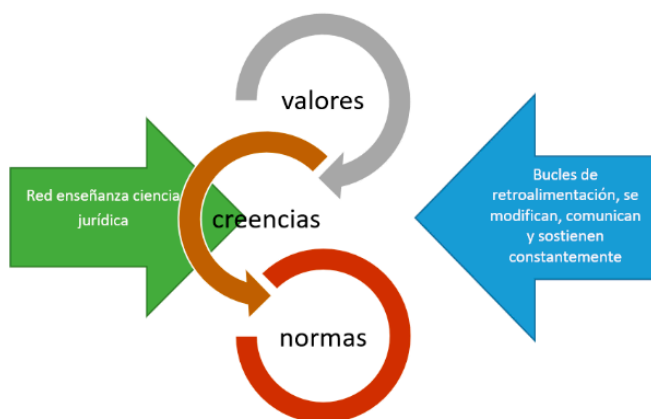 valores
Red enseñanza ciencia
jurídica
creencias
Bucles de
retroalimentación, se
modifican, comunican
y sostienen
constantemente
normas